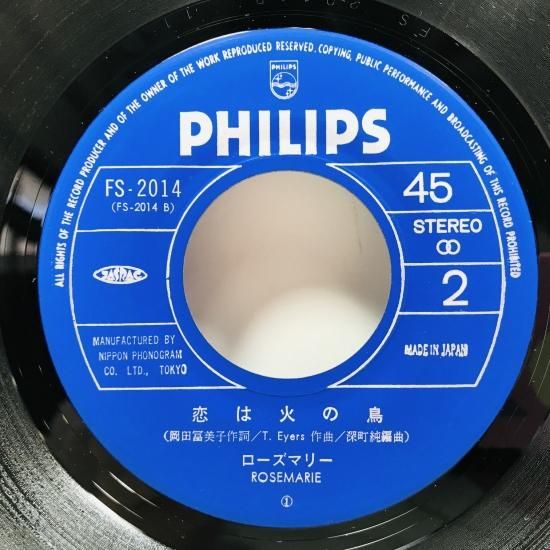 ALL RIGHTS OF THE RECORD PRODUCER AND OF THE OWNER OF THE WORK REPRODUCED RESERVED. COPYING, PUBLIC PERFORMANCE AND BROADCASTING OF THIS RECORD PROHIBITED
PHILIPS
PHILIPS
FS-2014
(FS-2014 B)
45
STEREO
2
JASRAC
MANUFACTURED BY
NIPPON PHONOGRAM
CO. LTD., TOKYO
MADE IN JAPAN
恋は火の鳥
(岡田冨美子作詞/T. Eyers 作曲/深町純編曲)
ローズマリー
ROSEMARIE
①